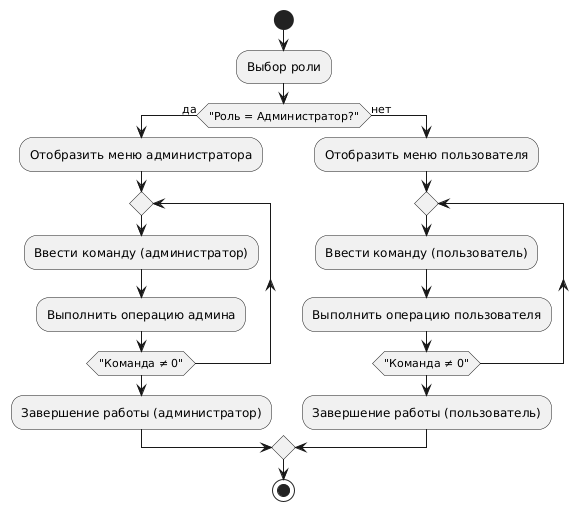 Выбор роли
да
"Роль = Администратор?"
нет
Отобразить меню администратора
Отобразить меню пользователя
Ввести команду (администратор)
Ввести команду (пользователь)
Выполнить операцию админа
Выполнить операцию пользователя
"Команда ≠ 0"
"Команда ≠ 0"
Завершение работы (администратор)
Завершение работы (пользователь)